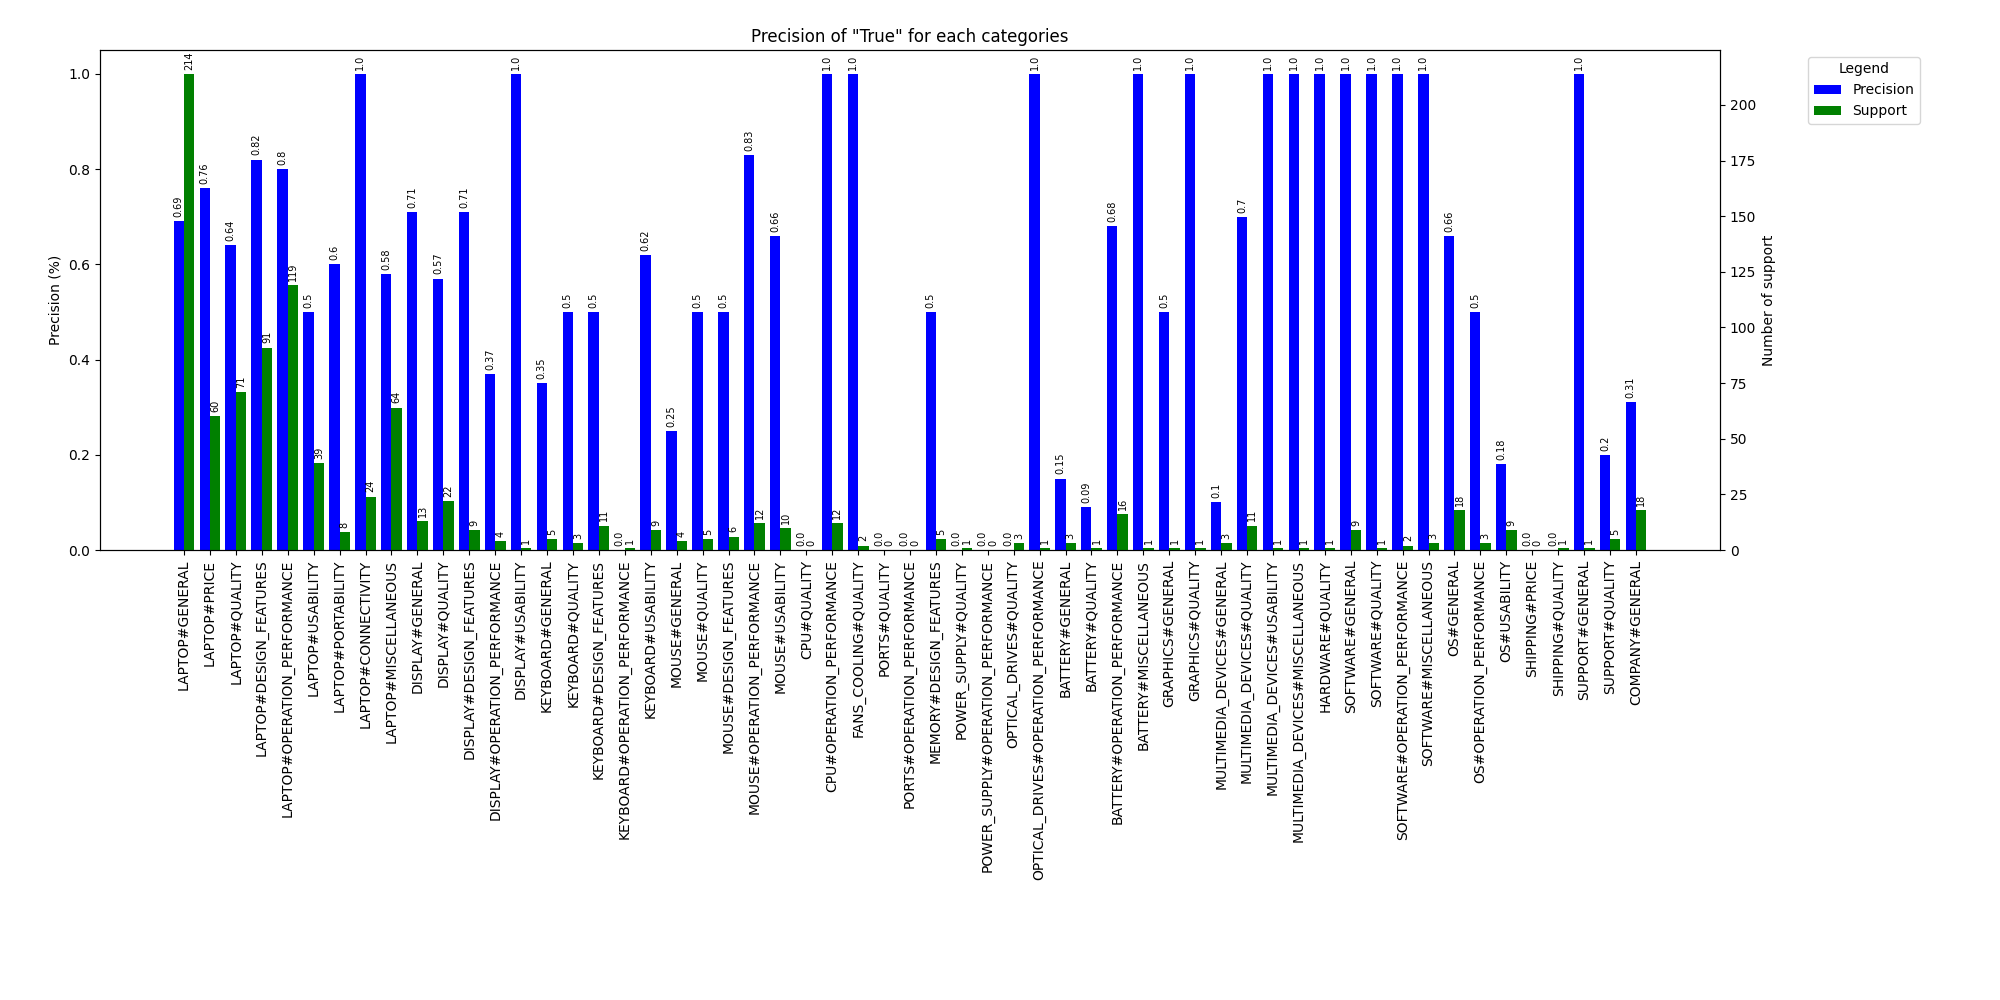 Precision of "True" for each categories
Legend
Precision
Support
Precision (%)
1.0
0.8
0.6
0.4
0.2
0.0
Number of support
200
175
150
125
100
75
50
25
0
0.69
214
0.76
60
0.64
71
0.82
91
0.8
119
0.5
39
0.6
8
1.0
24
0.58
64
0.71
13
0.57
22
0.71
9
0.37
4
1.0
1
0.35
5
0.5
3
0.5
11
0.0
1
0.62
9
0.25
4
0.5
5
0.5
6
0.83
12
0.66
10
0.0
0
1.0
12
1.0
2
0.0
0
0.0
0
0.5
5
0.0
1
0.0
0
0.0
3
1.0
1
0.15
3
0.09
1
0.68
16
1.0
1
0.5
1
1.0
1
0.1
3
0.7
11
1.0
1
1.0
1
1.0
1
1.0
9
1.0
1
1.0
2
1.0
3
0.66
18
0.5
3
0.18
9
0.0
0
0.0
1
1.0
1
0.2
5
0.31
18
LAPTOP#GENERAL
LAPTOP#PRICE
LAPTOP#QUALITY
LAPTOP#DESIGN_FEATURES
LAPTOP#OPERATION_PERFORMANCE
LAPTOP#USABILITY
LAPTOP#PORTABILITY
LAPTOP#CONNECTIVITY
LAPTOP#MISCELLANEOUS
DISPLAY#GENERAL
DISPLAY#QUALITY
DISPLAY#DESIGN_FEATURES
DISPLAY#OPERATION_PERFORMANCE
DISPLAY#USABILITY
KEYBOARD#GENERAL
KEYBOARD#QUALITY
KEYBOARD#DESIGN_FEATURES
KEYBOARD#OPERATION_PERFORMANCE
KEYBOARD#USABILITY
MOUSE#GENERAL
MOUSE#QUALITY
MOUSE#DESIGN_FEATURES
MOUSE#OPERATION_PERFORMANCE
MOUSE#USABILITY
CPU#QUALITY
CPU#OPERATION_PERFORMANCE
FANS_COOLING#QUALITY
PORTS#QUALITY
PORTS#OPERATION_PERFORMANCE
MEMORY#DESIGN_FEATURES
POWER_SUPPLY#QUALITY
POWER_SUPPLY#OPERATION_PERFORMANCE
OPTICAL_DRIVES#QUALITY
OPTICAL_DRIVES#OPERATION_PERFORMANCE
BATTERY#GENERAL
BATTERY#QUALITY
BATTERY#OPERATION_PERFORMANCE
BATTERY#MISCELLANEOUS
GRAPHICS#GENERAL
GRAPHICS#QUALITY
MULTIMEDIA_DEVICES#GENERAL
MULTIMEDIA_DEVICES#QUALITY
MULTIMEDIA_DEVICES#USABILITY
MULTIMEDIA_DEVICES#MISCELLANEOUS
HARDWARE#QUALITY
SOFTWARE#GENERAL
SOFTWARE#QUALITY
SOFTWARE#OPERATION_PERFORMANCE
SOFTWARE#MISCELLANEOUS
OS#GENERAL
OS#OPERATION_PERFORMANCE
OS#USABILITY
SHIPPING#PRICE
SHIPPING#QUALITY
SUPPORT#GENERAL
SUPPORT#QUALITY
COMPANY#GENERAL